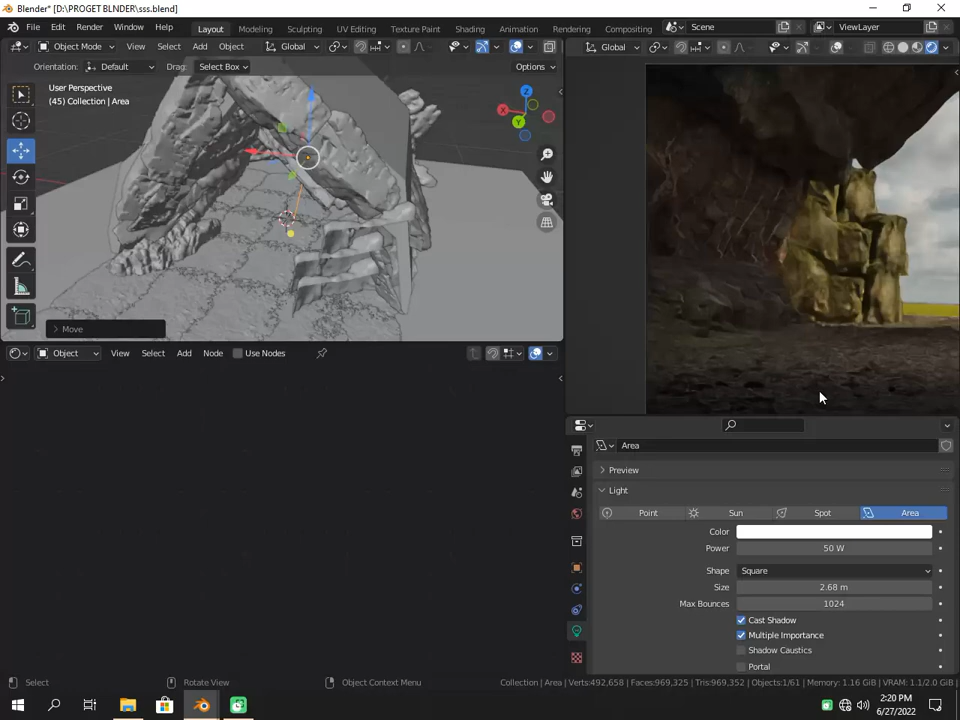 Blender* [D:\PROGET BLNDER\sss.blend]
File Edit Render Window Help Layout Modeling Sculpting UV Editing Texture Paint Shading Animation Rendering Compositing Scene ViewLayer
Object Mode View Select Add Object Global
Global
Orientation: Default Drag: Select Box Options
User Perspective
(45) Collection | Area
X Y Z
Move
Object View Select Add Node Use Nodes
Area
Preview
Light
Point Sun Spot Area
Color
Power 50 W
Shape Square
Size 2.68 m
Max Bounces 1024
Cast Shadow
Multiple Importance
Shadow Caustics
Portal
Select Rotate View Object Context Menu Collection | Area | Verts:492,658 | Faces:969,325 | Tris:969,352 | Objects:1/61 | Memory: 1.16 GiB | VRAM: 1.1/2.0 GiB |
2:20 PM
6/27/2022